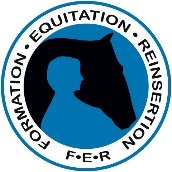 FORMATION • EQUITATION • REINSERTION
F•E•R